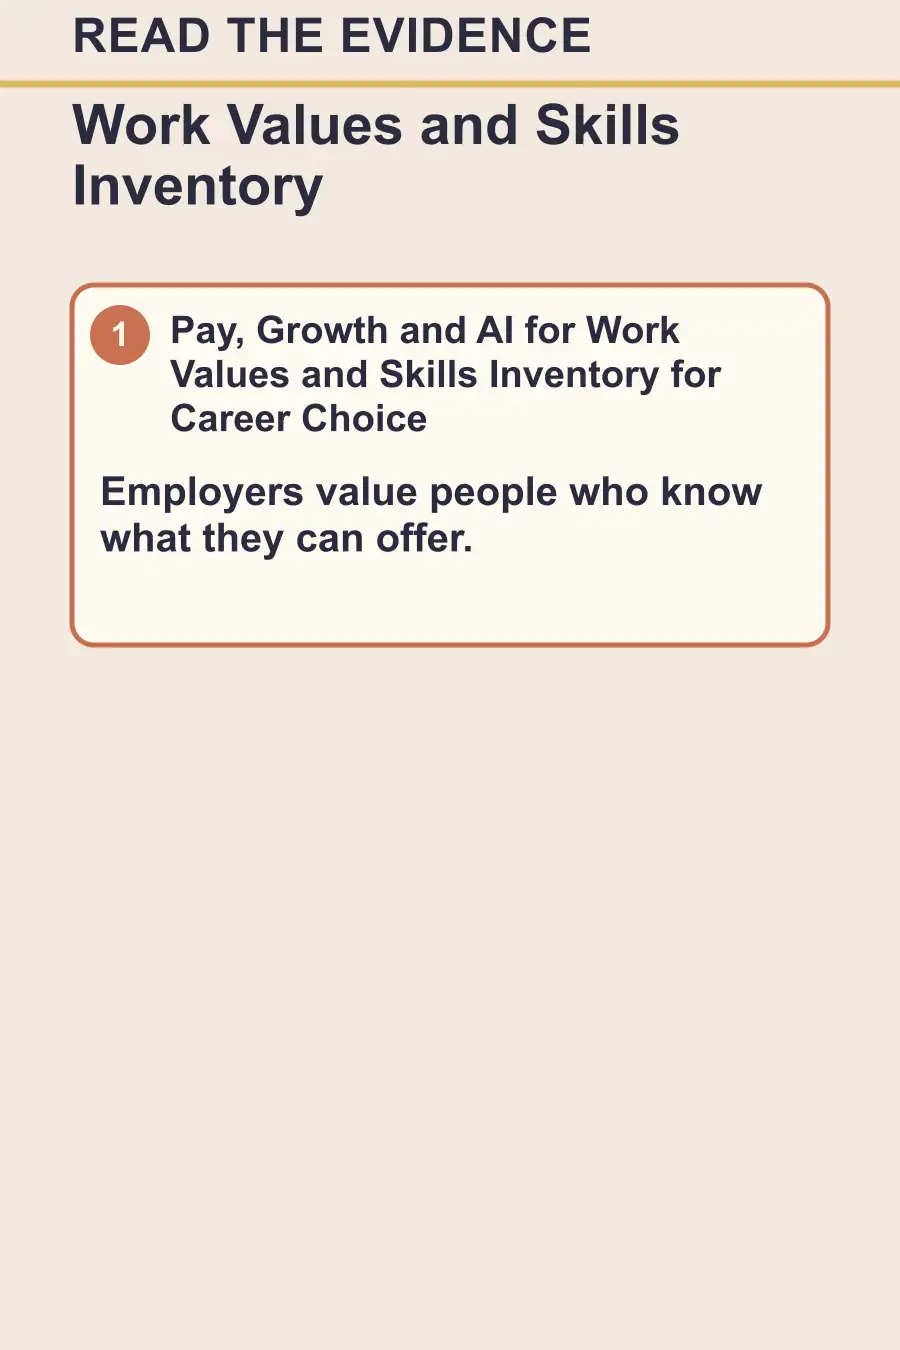 READ THE EVIDENCE
Work Values and Skills
Inventory
1
Pay, Growth and AI for Work
Values and Skills Inventory for
Career Choice
Employers value people who know
what they can offer.